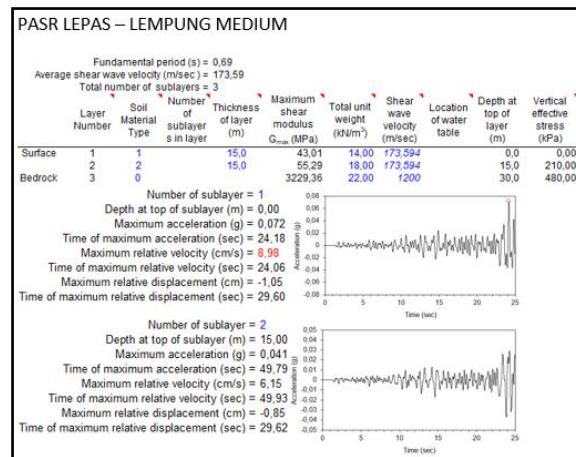 PASR LEPAS – LEMPUNG MEDIUM
Fundamental period (s) = 0,69
Average shear wave velocity (m/sec) = 173,59
Total number of sublayers = 3
Layer Number Soil Material Type Number of sublayer s in layer Thickness of layer (m) Maximum shear modulus Gmax (MPa) Total unit weight (kN/m³) Shear wave velocity (m/sec) Location of water table Depth at top of layer (m) Vertical effective stress (kPa)
Surface 1 1 15,0 43,01 14,00 173,594 0,0 0,00
2 2 15,0 55,29 18,00 173,594 15,0 210,00
Bedrock 3 0 3229,36 22,00 1200 30,0 480,00
Number of sublayer = 1
Depth at top of sublayer (m) = 0,00
Maximum acceleration (g) = 0,072
Time of maximum acceleration (sec) = 24,18
Maximum relative velocity (cm/s) = 8,98
Time of maximum relative velocity (sec) = 24,06
Maximum relative displacement (cm) = -1,05
Time of maximum relative displacement (sec) = 29,60
Acceleration (g)
0,08
0,06
0,04
0,02
0,00
-0,02
-0,04
-0,06
-0,08
0 5 10 15 20 25
Time (sec)
Number of sublayer = 2
Depth at top of sublayer (m) = 15,00
Maximum acceleration (g) = 0,041
Time of maximum acceleration (sec) = 49,79
Maximum relative velocity (cm/s) = 6,15
Time of maximum relative velocity (sec) = 49,93
Maximum relative displacement (cm) = -0,85
Time of maximum relative displacement (sec) = 29,62
Acceleration (g)
0,05
0,04
0,03
0,02
0,01
0,00
-0,01
-0,02
-0,03
-0,04
-0,05
0 5 10 15 20 25
Time (sec)